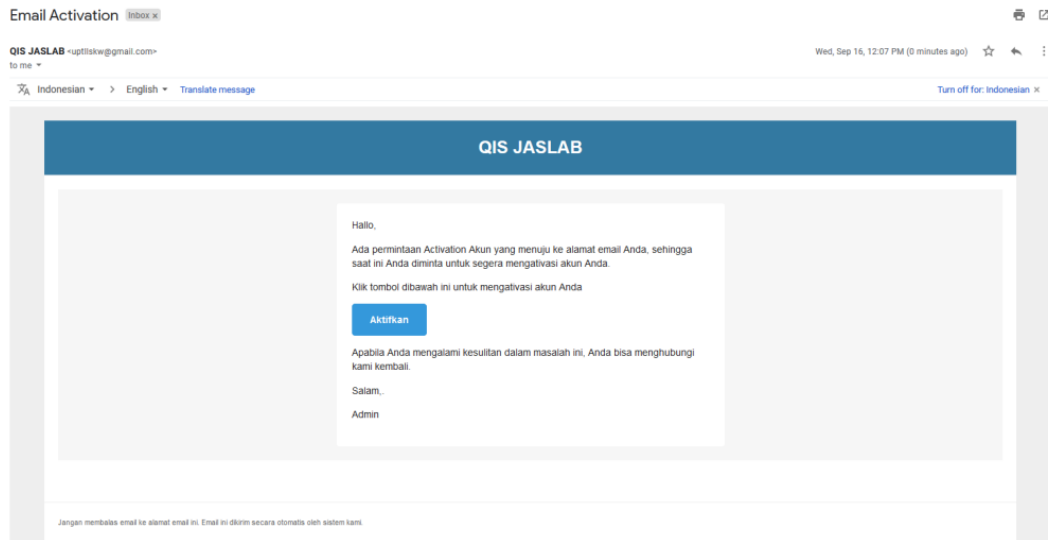 Email Activation Inbox x
QIS JASLAB <uptllskw@gmail.com> Wed, Sep 16, 12:07 PM (0 minutes ago)
to me
Indonesian > English Translate message Turn off for: Indonesian x
QIS JASLAB
Hallo,
Ada permintaan Activation Akun yang menuju ke alamat email Anda, sehingga
saat ini Anda diminta untuk segera mengativasi akun Anda.
Klik tombol dibawah ini untuk mengativasi akun Anda
Aktifkan
Apabila Anda mengalami kesulitan dalam masalah ini, Anda bisa menghubungi
kami kembali.
Salam,.
Admin
Jangan membalas email ke alamat email ini. Email ini dikirim secara otomatis oleh sistem kami.